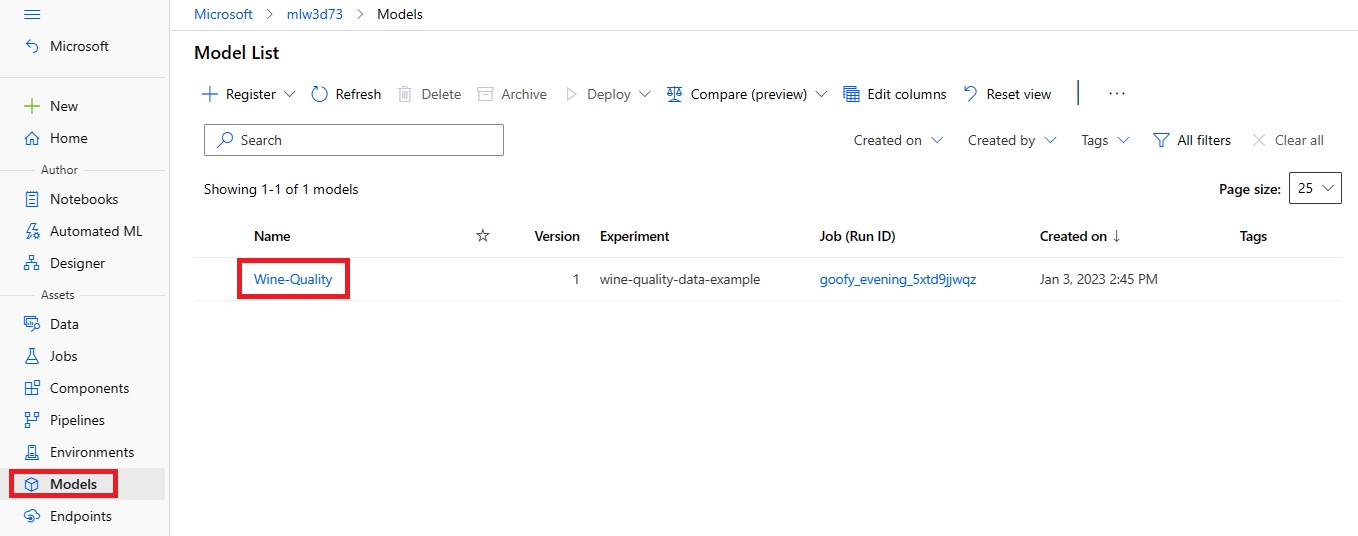 Microsoft > mlw3d73 > Models
Microsoft
New
Home
Author
Notebooks
Automated ML
Designer
Assets
Data
Jobs
Components
Pipelines
Environments
Models
Endpoints
Model List
Register Refresh Delete Archive Deploy Compare (preview) Edit columns Reset view ...
Search Created on Created by Tags All filters Clear all
Showing 1-1 of 1 models Page size: 25
Name Version Experiment Job (Run ID) Created on ↓ Tags
Wine-Quality 1 wine-quality-data-example goofy_evening_5xtd9jjwqz Jan 3, 2023 2:45 PM